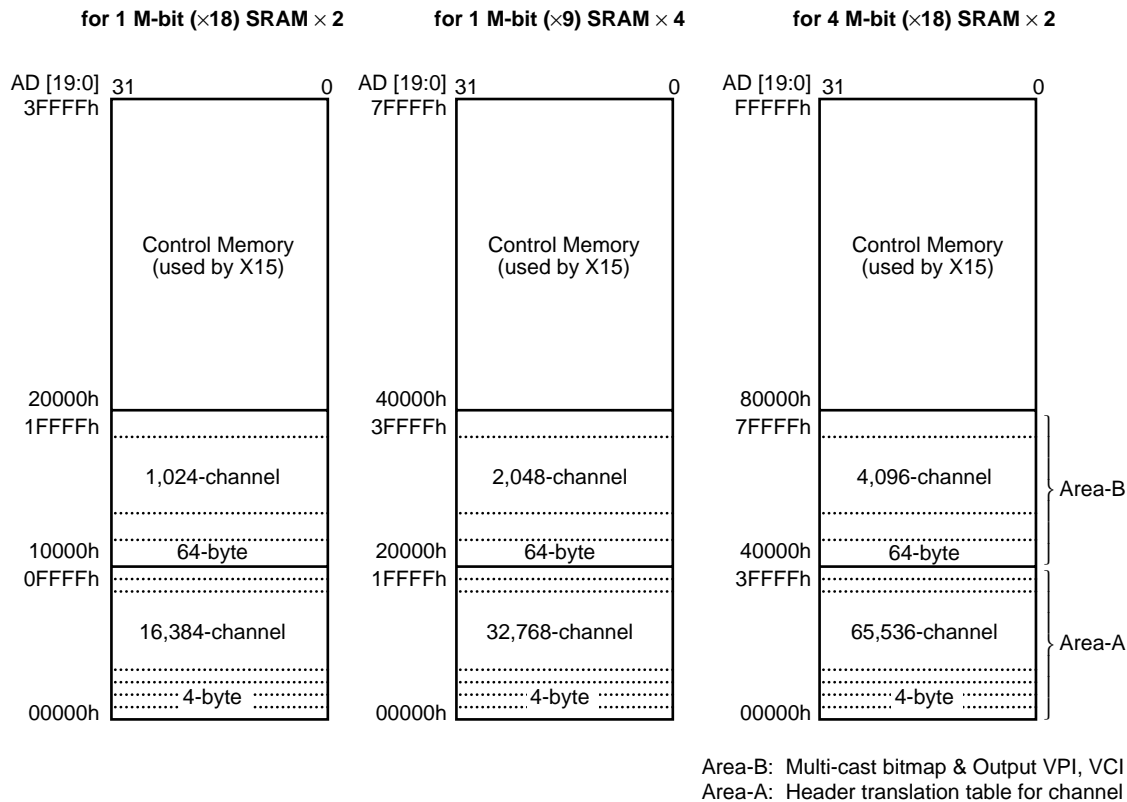 for 1 M-bit (×18) SRAM × 2
for 1 M-bit (×9) SRAM × 4
for 4 M-bit (×18) SRAM × 2
AD [19:0] 31 0
3FFFFh
Control Memory
(used by X15)
20000h
1FFFFh
1,024-channel
10000h 64-byte
0FFFFh
16,384-channel
4-byte
00000h
AD [19:0] 31 0
7FFFFh
Control Memory
(used by X15)
40000h
3FFFFh
2,048-channel
20000h 64-byte
1FFFFh
32,768-channel
4-byte
00000h
AD [19:0] 31 0
FFFFFh
Control Memory
(used by X15)
80000h
7FFFFh
4,096-channel
Area-B
40000h 64-byte
3FFFFh
65,536-channel
Area-A
4-byte
00000h
Area-B: Multi-cast bitmap & Output VPI, VCI
Area-A: Header translation table for channel